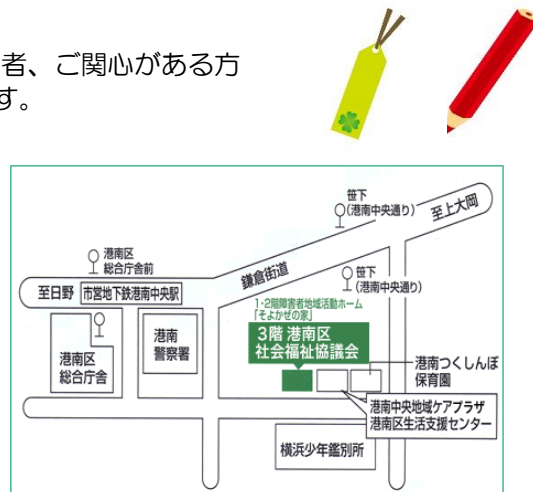 者、ご関心がある方
す。
笹下
(港南中央通り)
至上大岡
港南区
総合庁舎前
鎌倉街道
笹下
(港南中央通り)
至日野
市営地下鉄港南中央駅
1・2階障害者地域活動ホーム
「そよかぜの家」
3階 港南区
社会福祉協議会
港南
警察署
港南区
総合庁舎
港南つくしんぼ
保育園
港南中央地域ケアプラザ
港南区生活支援センター
横浜少年鑑別所